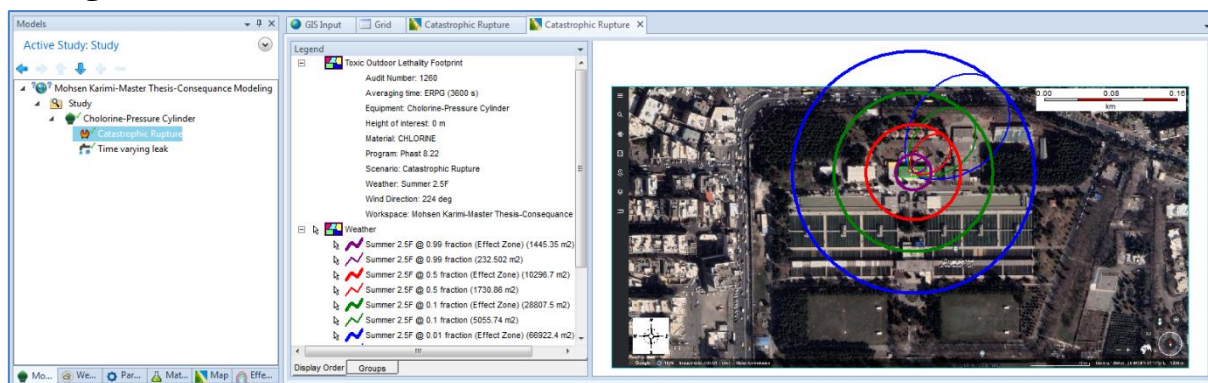 Models
Active Study: Study
Mohsen Karimi-Master Thesis-Consequance Modeling
Study
Cholorine-Pressure Cylinder
Catastrophic Rupture
Time varying leak
Mo...
We...
Par...
Mat...
Map
Effe...
GIS Input
Grid
Catastrophic Rupture
Catastrophic Rupture
Legend
Toxic Outdoor Lethality Footprint
Audit Number: 1260
Averaging time: ERPG (3600 s)
Equipment: Cholorine-Pressure Cylinder
Height of interest: 0 m
Material: CHLORINE
Program: Phast 8.22
Scenario: Catastrophic Rupture
Weather: Summer 2.5F
Wind Direction: 224 deg
Workspace: Mohsen Karimi-Master Thesis-Consequance
Weather
Summer 2.5F @ 0.99 fraction (Effect Zone) (1445.35 m2)
Summer 2.5F @ 0.99 fraction (232.502 m2)
Summer 2.5F @ 0.5 fraction (Effect Zone) (10296.7 m2)
Summer 2.5F @ 0.5 fraction (1730.86 m2)
Summer 2.5F @ 0.1 fraction (Effect Zone) (28807.5 m2)
Summer 2.5F @ 0.1 fraction (5055.74 m2)
Summer 2.5F @ 0.01 fraction (Effect Zone) (66922.4 m2)
Display Order
Groups
0.00 0.08 0.16
km
Google